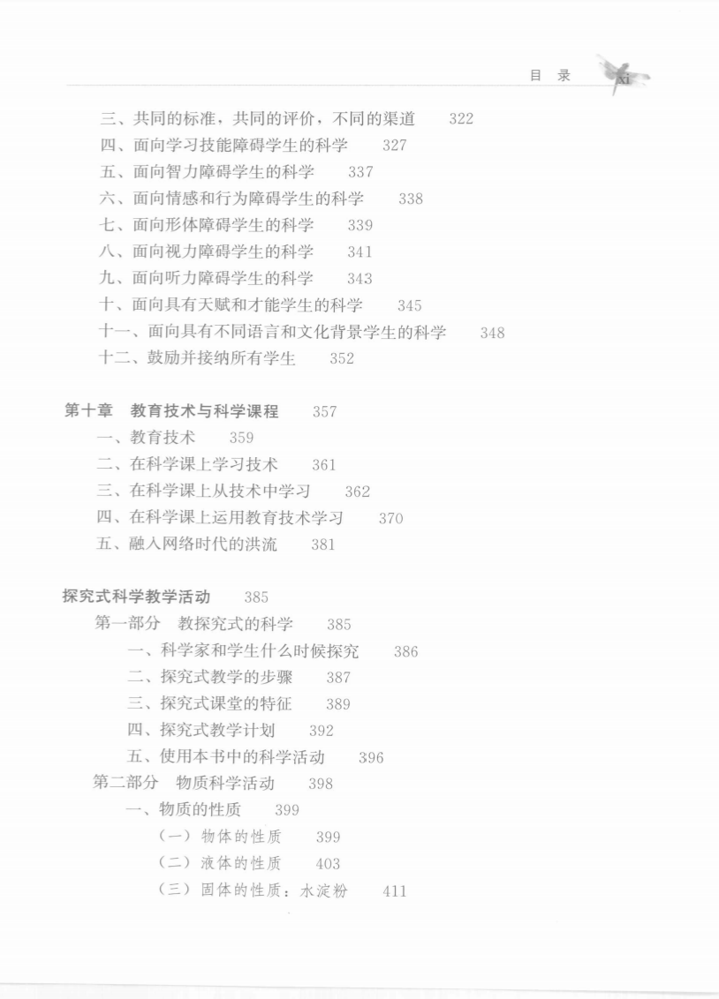 目 录 xi
三、共同的标准，共同的评价，不同的渠道 322
四、面向学习技能障碍学生的科学 327
五、面向智力障碍学生的科学 337
六、面向情感和行为障碍学生的科学 338
七、面向形体障碍学生的科学 339
八、面向视力障碍学生的科学 341
九、面向听力障碍学生的科学 343
十、面向具有天赋和才能学生的科学 345
十一、面向具有不同语言和文化背景学生的科学 348
十二、鼓励并接纳所有学生 352
第十章 教育技术与科学课程 357
一、教育技术 359
二、在科学课上学习技术 361
三、在科学课上从技术中学习 362
四、在科学课上运用教育技术学习 370
五、融入网络时代的洪流 381
探究式科学教学活动 385
第一部分 教探究式的科学 385
一、科学家和学生什么时候探究 386
二、探究式教学的步骤 387
三、探究式课堂的特征 389
四、探究式教学计划 392
五、使用本书中的科学活动 396
第二部分 物质科学活动 398
一、物质的性质 399
（一）物体的性质 399
（二）液体的性质 403
（三）固体的性质：水淀粉 411